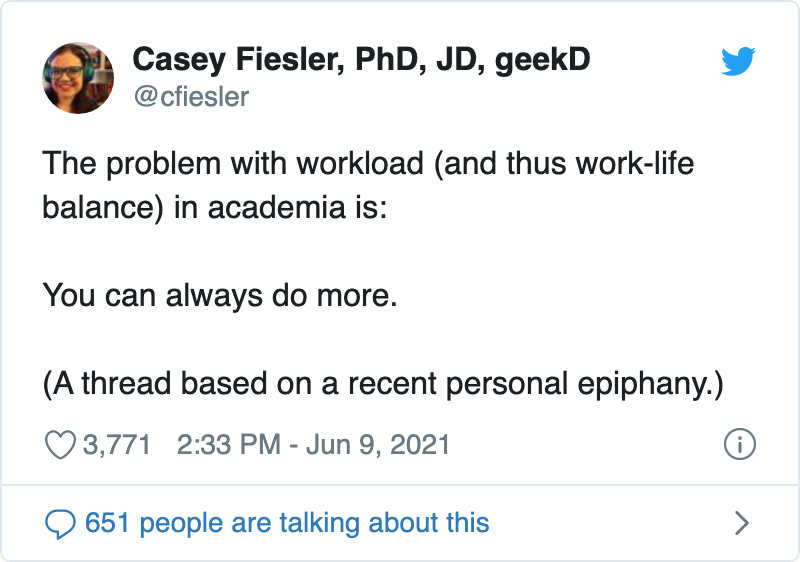 Casey Fiesler, PhD, JD, geekD
@cfiesler
The problem with workload (and thus work-life
balance) in academia is:
You can always do more.
(A thread based on a recent personal epiphany.)
3,771 2:33 PM - Jun 9, 2021
651 people are talking about this